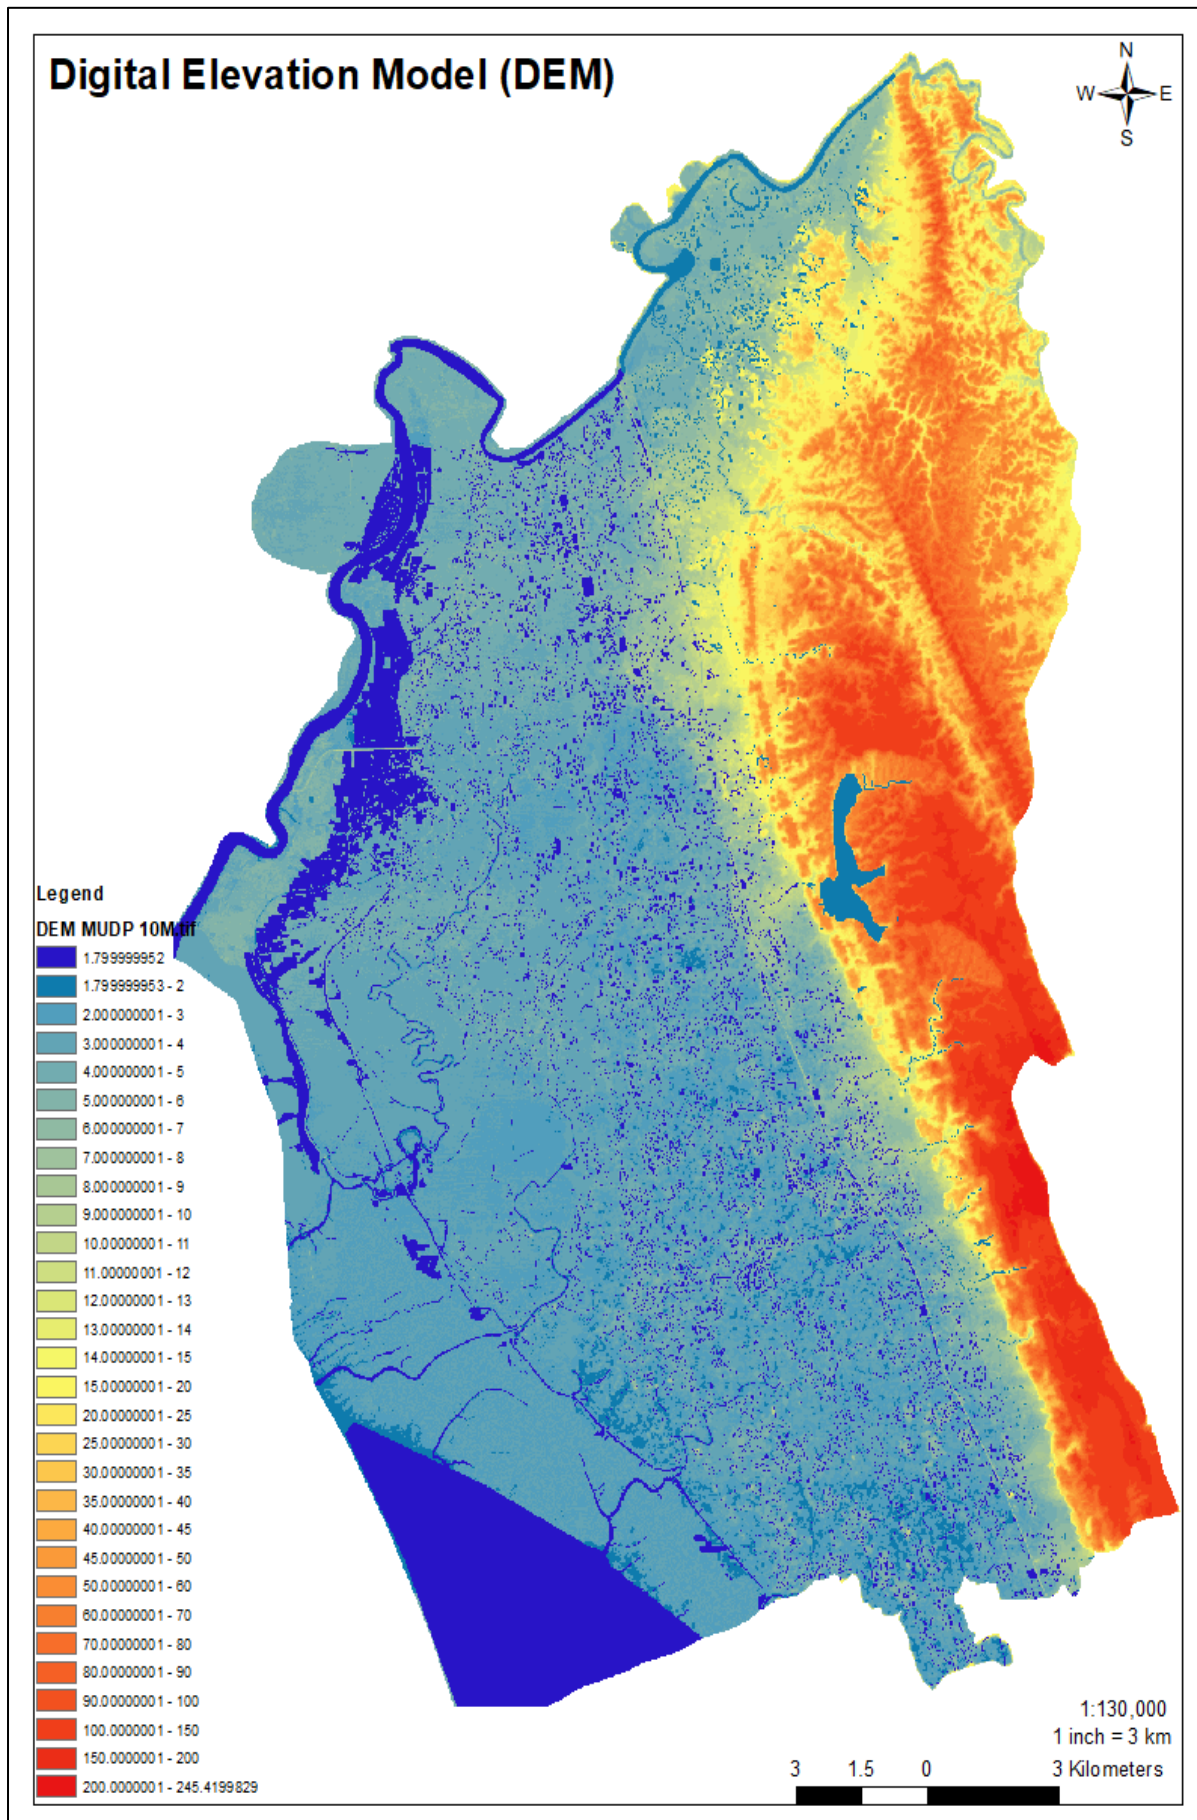 Digital Elevation Model (DEM)
N
W E
S
Legend
DEM MUDP 10M.tif
1.799999952
1.799999953 - 2
2.000000001 - 3
3.000000001 - 4
4.000000001 - 5
5.000000001 - 6
6.000000001 - 7
7.000000001 - 8
8.000000001 - 9
9.000000001 - 10
10.00000001 - 11
11.00000001 - 12
12.00000001 - 13
13.00000001 - 14
14.00000001 - 15
15.00000001 - 20
20.00000001 - 25
25.00000001 - 30
30.00000001 - 35
35.00000001 - 40
40.00000001 - 45
45.00000001 - 50
50.00000001 - 60
60.00000001 - 70
70.00000001 - 80
80.00000001 - 90
90.00000001 - 100
100.0000001 - 150
150.0000001 - 200
200.0000001 - 245.4199829
1:130,000
1 inch = 3 km
3 1.5 0 3 Kilometers